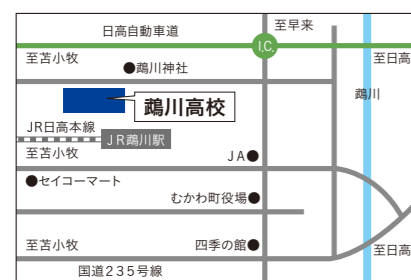 至早来
日高自動車道
I.C.
至苫小牧
至日高
●鵡川神社
鵡川
鵡川高校
JR日高本線
JR鵡川駅
至苫小牧
JA●
●セイコーマート
むかわ町役場●
至苫小牧
四季の館●
至日高
国道235号線